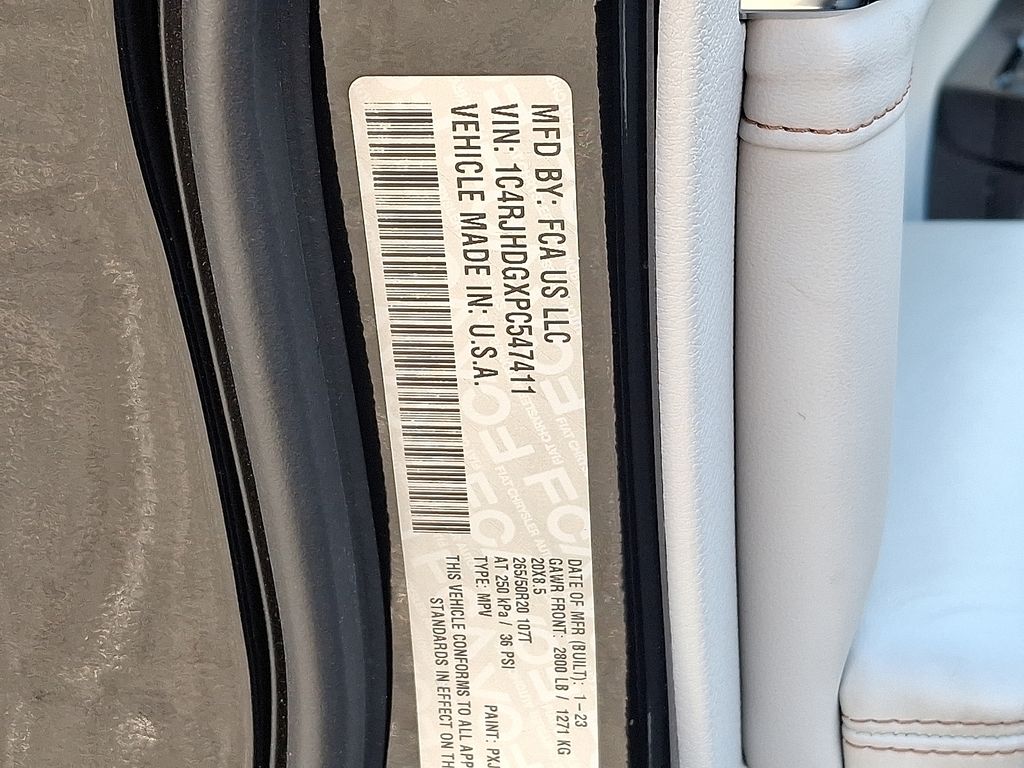 MFD BY: FCA US LLC
VIN: 1C4RJHDGXPC547411
VEHICLE MADE IN: U.S.A.
DATE OF MFR (BUILT): 1-23
GAWR FRONT: 2800 LB / 1271 KG
20X8.5
265/50R20 107T
AT 250 kPa / 36 PSI
TYPE: MPV PAINT: PXJ
THIS VEHICLE CONFORMS TO ALL APP
STANDARDS IN EFFECT ON TH